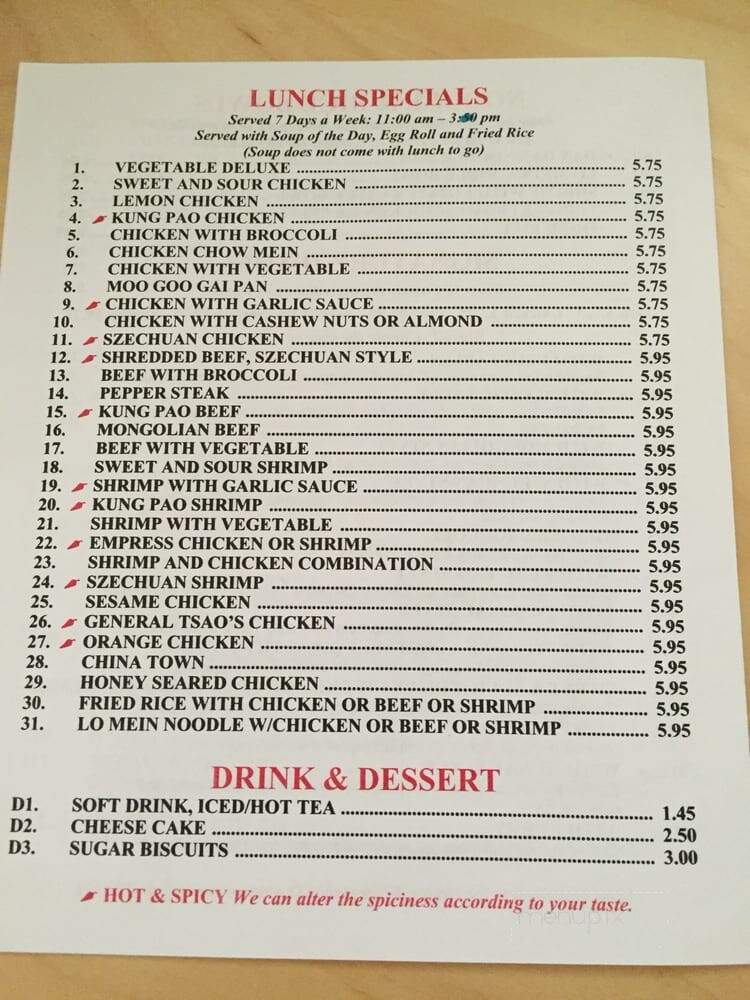 LUNCH SPECIALS
Served 7 Days a Week: 11:00 am – 3:50 pm
Served with Soup of the Day, Egg Roll and Fried Rice
(Soup does not come with lunch to go)
1. VEGETABLE DELUXE 5.75
2. SWEET AND SOUR CHICKEN 5.75
3. LEMON CHICKEN 5.75
4. KUNG PAO CHICKEN 5.75
5. CHICKEN WITH BROCCOLI 5.75
6. CHICKEN CHOW MEIN 5.75
7. CHICKEN WITH VEGETABLE 5.75
8. MOO GOO GAI PAN 5.75
9. CHICKEN WITH GARLIC SAUCE 5.75
10. CHICKEN WITH CASHEW NUTS OR ALMOND 5.75
11. SZECHUAN CHICKEN 5.75
12. SHREDDED BEEF, SZECHUAN STYLE 5.95
13. BEEF WITH BROCCOLI 5.95
14. PEPPER STEAK 5.95
15. KUNG PAO BEEF 5.95
16. MONGOLIAN BEEF 5.95
17. BEEF WITH VEGETABLE 5.95
18. SWEET AND SOUR SHRIMP 5.95
19. SHRIMP WITH GARLIC SAUCE 5.95
20. KUNG PAO SHRIMP 5.95
21. SHRIMP WITH VEGETABLE 5.95
22. EMPRESS CHICKEN OR SHRIMP 5.95
23. SHRIMP AND CHICKEN COMBINATION 5.95
24. SZECHUAN SHRIMP 5.95
25. SESAME CHICKEN 5.95
26. GENERAL TSAO'S CHICKEN 5.95
27. ORANGE CHICKEN 5.95
28. CHINA TOWN 5.95
29. HONEY SEARED CHICKEN 5.95
30. FRIED RICE WITH CHICKEN OR BEEF OR SHRIMP 5.95
31. LO MEIN NOODLE W/CHICKEN OR BEEF OR SHRIMP 5.95
DRINK & DESSERT
D1. SOFT DRINK, ICED/HOT TEA 1.45
D2. CHEESE CAKE 2.50
D3. SUGAR BISCUITS 3.00
HOT & SPICY We can alter the spiciness according to your taste.
menupix